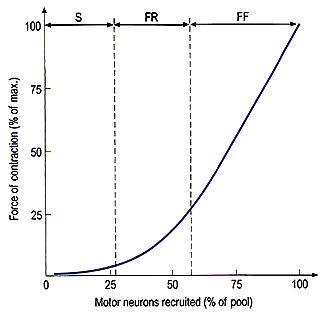 S FR FF
100
75
50
25
0
0 25 50 75 100
Force of contraction (% of max.)
Motor neurons recruited (% of pool)